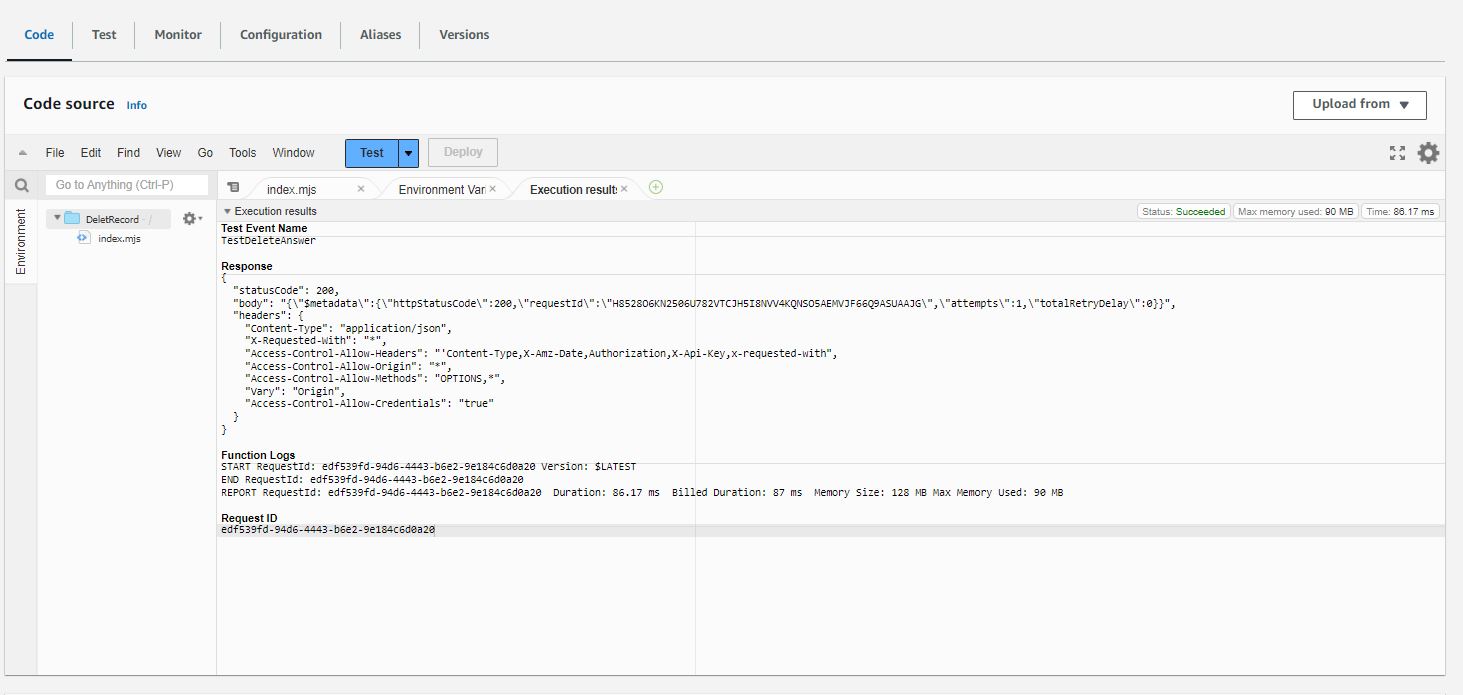 Code Test Monitor Configuration Aliases Versions
Code source Info
Upload from
File Edit Find View Go Tools Window Test Deploy
Go to Anything (Ctrl-P)
index.mjs Environment Var Execution results
Environment
DeletRecord - /
index.mjs
Execution results
Status: Succeeded Max memory used: 90 MB Time: 86.17 ms
Test Event Name
TestDeleteAnswer
Response
{
"statusCode": 200,
"body": "{\"$metadata\":{\"httpStatusCode\":200,\"requestId\":\"H8528O6KN2506U782VTCJH5I8NVV4KQNSO5AEMVJF66Q9ASUAAJG\",\"attempts\":1,\"totalRetryDelay\":0}}",
"headers": {
"Content-Type": "application/json",
"X-Requested-With": "*",
"Access-Control-Allow-Headers": "'Content-Type,X-Amz-Date,Authorization,X-Api-Key,x-requested-with",
"Access-Control-Allow-Origin": "*",
"Access-Control-Allow-Methods": "OPTIONS,*",
"Vary": "Origin",
"Access-Control-Allow-Credentials": "true"
}
}
Function Logs
START RequestId: edf539fd-94d6-4443-b6e2-9e184c6d0a20 Version: $LATEST
END RequestId: edf539fd-94d6-4443-b6e2-9e184c6d0a20
REPORT RequestId: edf539fd-94d6-4443-b6e2-9e184c6d0a20 Duration: 86.17 ms Billed Duration: 87 ms Memory Size: 128 MB Max Memory Used: 90 MB
Request ID
edf539fd-94d6-4443-b6e2-9e184c6d0a20